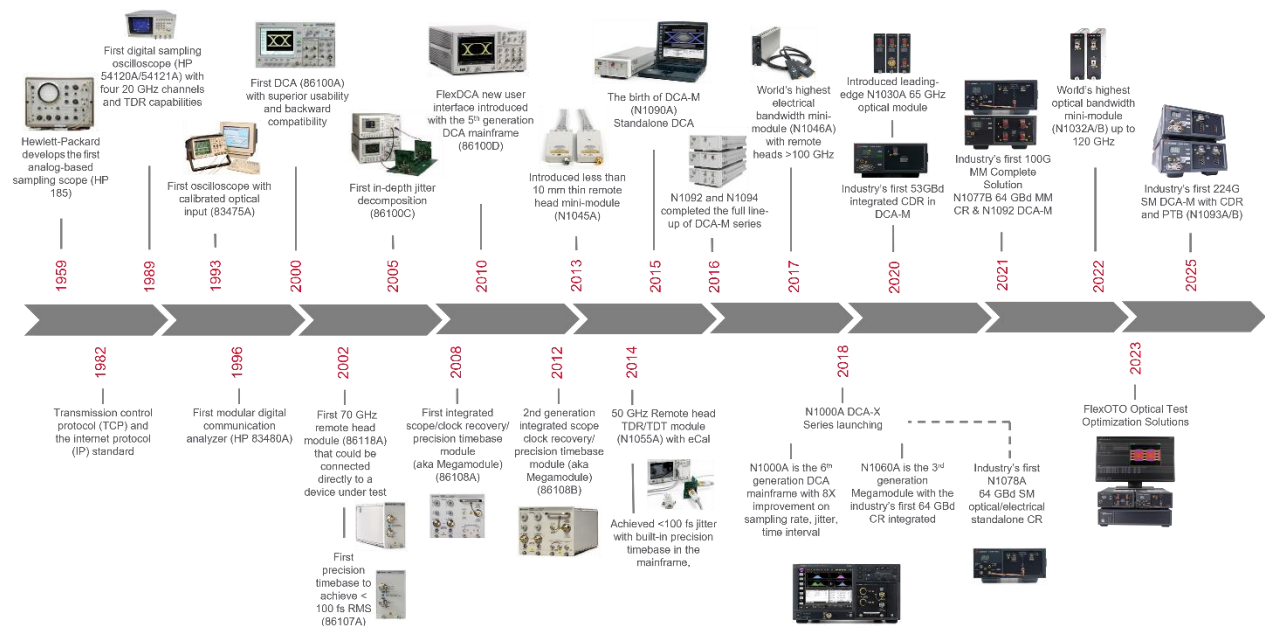 Hewlett-Packard
develops the first
analog-based
sampling scope (HP
185)
1959
First digital sampling
oscilloscope (HP
54120A/54121A) with
four 20 GHz channels
and TDR capabilities
1989
First oscilloscope with
calibrated optical
input (83475A)
1993
First DCA (86100A)
with superior usability
and backward
compatibility
2000
First in-depth jitter
decomposition
(86100C)
2005
FlexDCA new user
interface introduced
with the 5th generation
DCA mainframe
(86100D)
2010
Introduced less than
10 mm thin remote
head mini-module
(N1045A)
2013
The birth of DCA-M
(N1090A)
Standalone DCA
2015
N1092 and N1094
completed the full line-
up of DCA-M series
2016
World's highest
electrical
bandwidth mini-
module (N1046A)
with remote
heads >100 GHz
2017
Introduced leading-
edge N1030A 65 GHz
optical module
Industry's first 53GBd
integrated CDR in
DCA-M
2020
Industry's first 100G
MM Complete
Solution
N1077B 64 GBd MM
CR & N1092 DCA-M
2021
World's highest
optical bandwidth
mini-module
(N1032A/B) up to
120 GHz
2022
Industry's first 224G
SM DCA-M with CDR
and PTB (N1093A/B)
2025
1982
Transmission control
protocol (TCP) and
the internet protocol
(IP) standard
1996
First modular digital
communication
analyzer (HP 83480A)
2002
First 70 GHz
remote head
module (86118A)
that could be
connected
directly to a
device under test
First
precision
timebase to
achieve <
100 fs RMS
(86107A)
2008
First integrated
scope/clock recovery/
precision timebase
module
(aka Megamodule)
(86108A)
2012
2nd generation
integrated scope
clock recovery/
precision timebase
module (aka
Megamodule)
(86108B)
2014
50 GHz Remote head
TDR/TDT module
(N1055A) with eCal
Achieved <100 fs jitter
with built-in precision
timebase in the
mainframe.
2018
N1000A DCA-X
Series launching
N1000A is the 6th
generation DCA
mainframe with 8X
improvement on
sampling rate, jitter,
time interval
N1060A is the 3rd
generation
Megamodule with the
industry's first 64 GBd
CR integrated
Industry's first
N1078A
64 GBd SM
optical/electrical
standalone CR
2023
FlexOTO Optical Test
Optimization Solutions